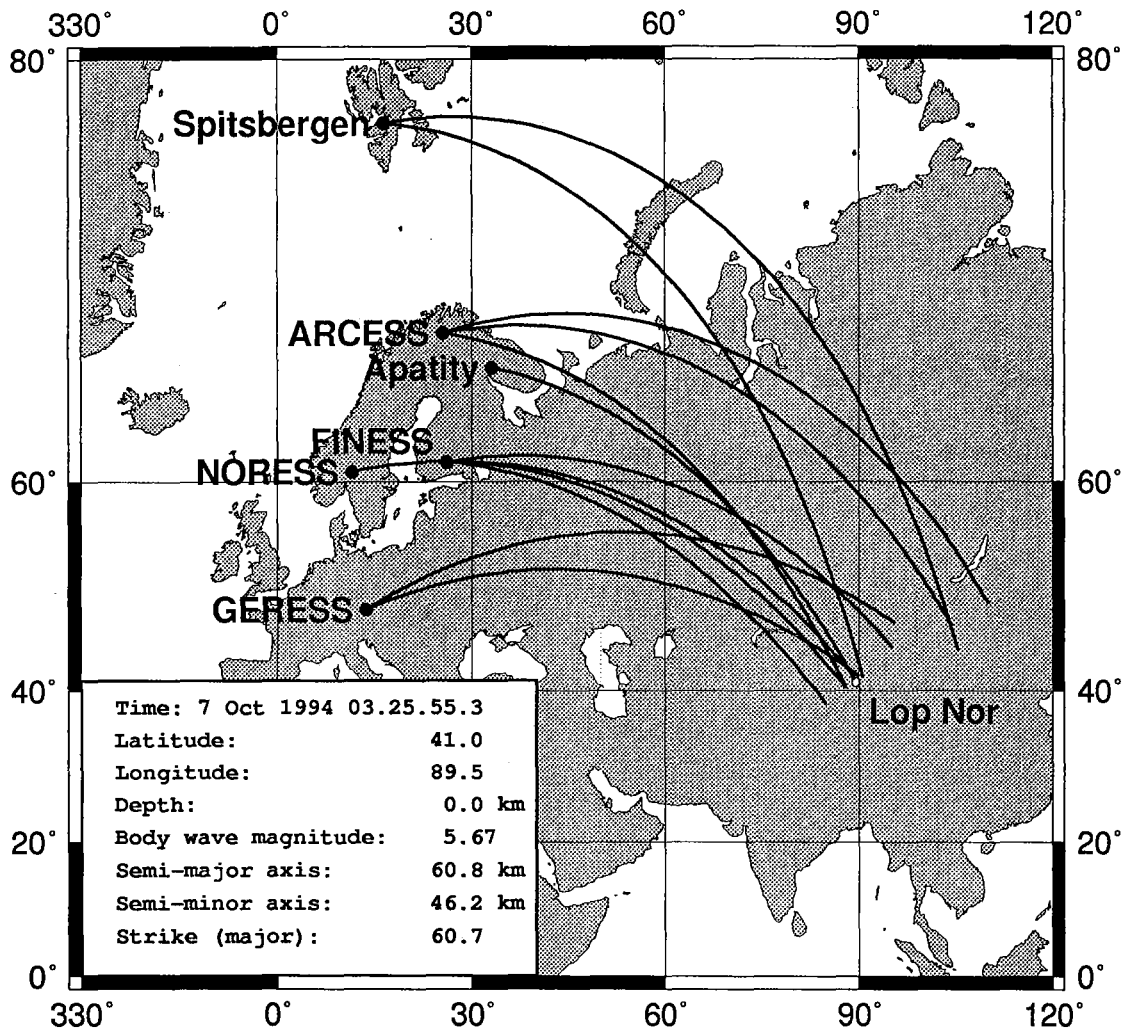 330° 0° 30° 60° 90° 120°
80° 80°
Spitsbergen
ARCESS
Apatity
FINESS
NORESS
60° 60°
GERESS
40° 40°
Lop Nor
Time: 7 Oct 1994 03.25.55.3
Latitude: 41.0
Longitude: 89.5
Depth: 0.0 km
Body wave magnitude: 5.67
Semi-major axis: 60.8 km
Semi-minor axis: 46.2 km
Strike (major): 60.7
20° 20°
0° 0°
330° 0° 30° 60° 90° 120°